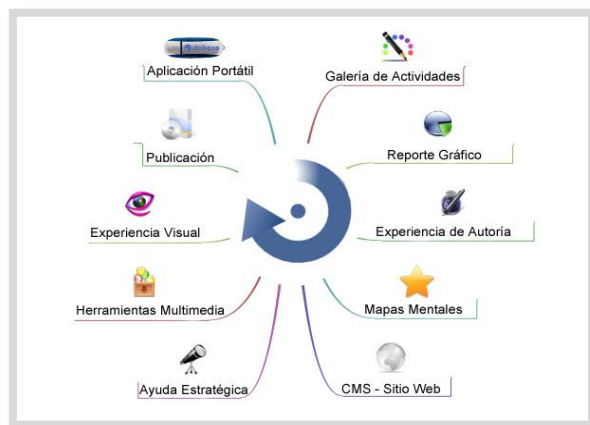 dokeos
Aplicación Portátil
Galería de Actividades
Publicación
Reporte Gráfico
Experiencia Visual
Experiencia de Autoría
Herramientas Multimedia
Mapas Mentales
Ayuda Estratégica
CMS - Sitio Web